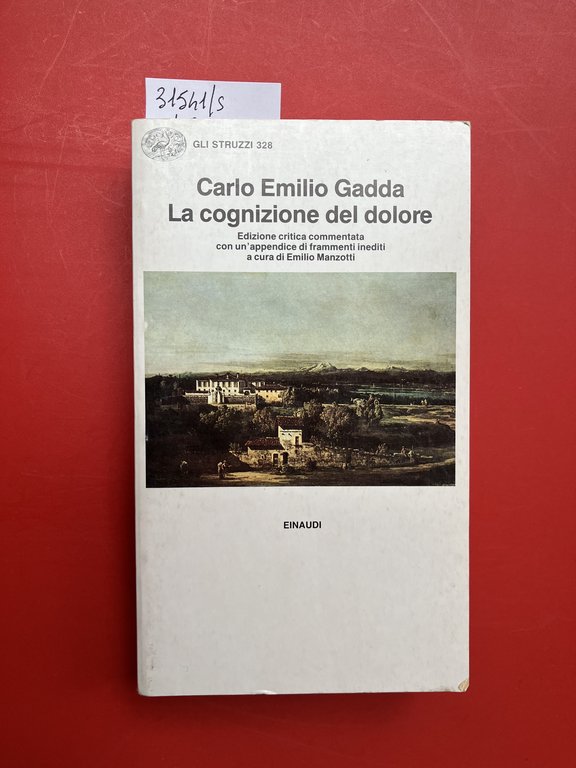 31541/s
GLI STRUZZI 328
Carlo Emilio Gadda
La cognizione del dolore
Edizione critica commentata
con un'appendice di frammenti inediti
a cura di Emilio Manzotti
EINAUDI